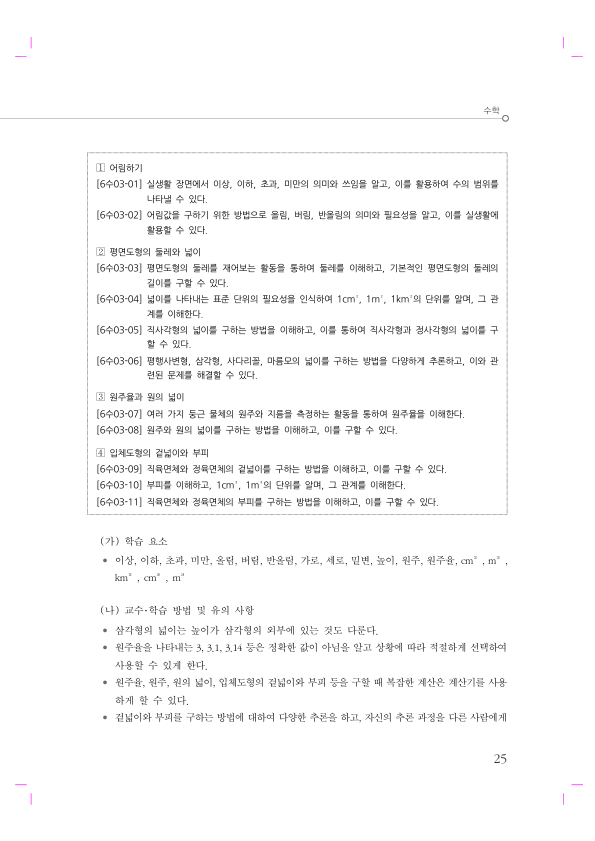 수학
1 어림하기
[6수03-01] 실생활 장면에서 이상, 이하, 초과, 미만의 의미와 쓰임을 알고, 이를 활용하여 수의 범위를
나타낼 수 있다.
[6수03-02] 어림값을 구하기 위한 방법으로 올림, 버림, 반올림의 의미와 필요성을 알고, 이를 실생활에
활용할 수 있다.
2 평면도형의 둘레와 넓이
[6수03-03] 평면도형의 둘레를 재어보는 활동을 통하여 둘레를 이해하고, 기본적인 평면도형의 둘레의
길이를 구할 수 있다.
[6수03-04] 넓이를 나타내는 표준 단위의 필요성을 인식하여 1cm², 1m², 1km²의 단위를 알며, 그 관
계를 이해한다.
[6수03-05] 직사각형의 넓이를 구하는 방법을 이해하고, 이를 통하여 직사각형과 정사각형의 넓이를 구
할 수 있다.
[6수03-06] 평행사변형, 삼각형, 사다리꼴, 마름모의 넓이를 구하는 방법을 다양하게 추론하고, 이와 관
련된 문제를 해결할 수 있다.
3 원주율과 원의 넓이
[6수03-07] 여러 가지 둥근 물체의 원주와 지름을 측정하는 활동을 통하여 원주율을 이해한다.
[6수03-08] 원주와 원의 넓이를 구하는 방법을 이해하고, 이를 구할 수 있다.
4 입체도형의 겉넓이와 부피
[6수03-09] 직육면체와 정육면체의 겉넓이를 구하는 방법을 이해하고, 이를 구할 수 있다.
[6수03-10] 부피를 이해하고, 1cm³, 1m³의 단위를 알며, 그 관계를 이해한다.
[6수03-11] 직육면체와 정육면체의 부피를 구하는 방법을 이해하고, 이를 구할 수 있다.
(가) 학습 요소
• 이상, 이하, 초과, 미만, 올림, 버림, 반올림, 가로, 세로, 밑변, 높이, 원주, 원주율, cm², m²,
km², cm³, m³
(나) 교수·학습 방법 및 유의 사항
• 삼각형의 넓이는 높이가 삼각형의 외부에 있는 것도 다룬다.
• 원주율을 나타내는 3, 3.1, 3.14 등은 정확한 값이 아님을 알고 상황에 따라 적절하게 선택하여
사용할 수 있게 한다.
• 원주율, 원주, 원의 넓이, 입체도형의 겉넓이와 부피 등을 구할 때 복잡한 계산은 계산기를 사용
하게 할 수 있다.
• 겉넓이와 부피를 구하는 방법에 대하여 다양한 추론을 하고, 자신의 추론 과정을 다른 사람에게
25